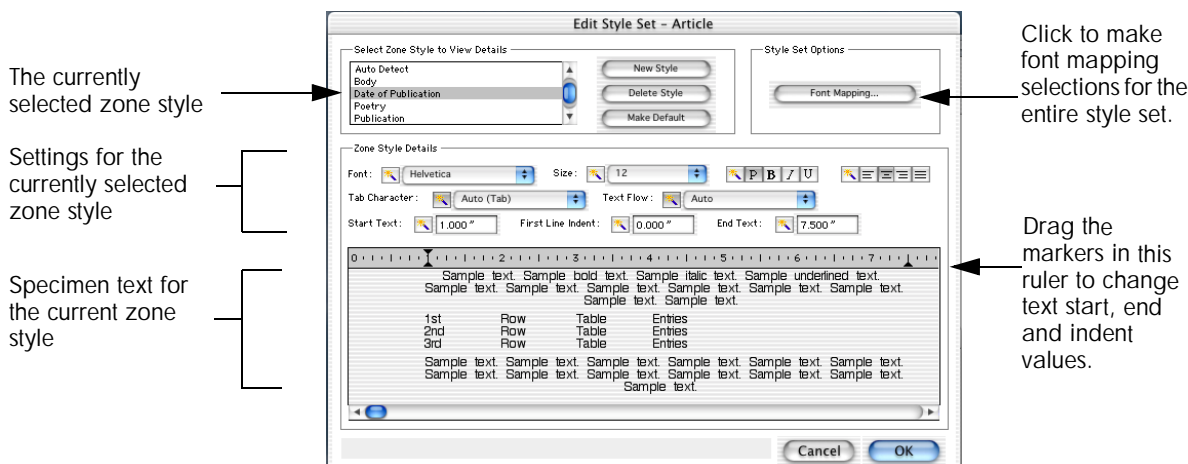 Edit Style Set – Article
The currently
selected zone style
Select Zone Style to View Details
Auto Detect
Body
Date of Publication
Poetry
Publication
New Style
Delete Style
Make Default
Style Set Options
Font Mapping...
Click to make
font mapping
selections for the
entire style set.
Settings for the
currently selected
zone style
Zone Style Details
Font: Helvetica Size: 12 P B I U
Tab Character: Auto (Tab) Text Flow: Auto
Start Text: 1.000" First Line Indent: 0.000" End Text: 7.500"
Drag the
markers in this
ruler to change
text start, end
and indent
values.
0 2 3 4 5 6 7
Specimen text for
the current zone
style
Sample text. Sample bold text. Sample italic text. Sample underlined text.
Sample text. Sample text. Sample text. Sample text. Sample text. Sample text.
Sample text. Sample text.
1st Row Table Entries
2nd Row Table Entries
3rd Row Table Entries
Sample text. Sample text. Sample text. Sample text. Sample text. Sample text.
Sample text. Sample text. Sample text. Sample text. Sample text. Sample text.
Sample text.
Cancel OK